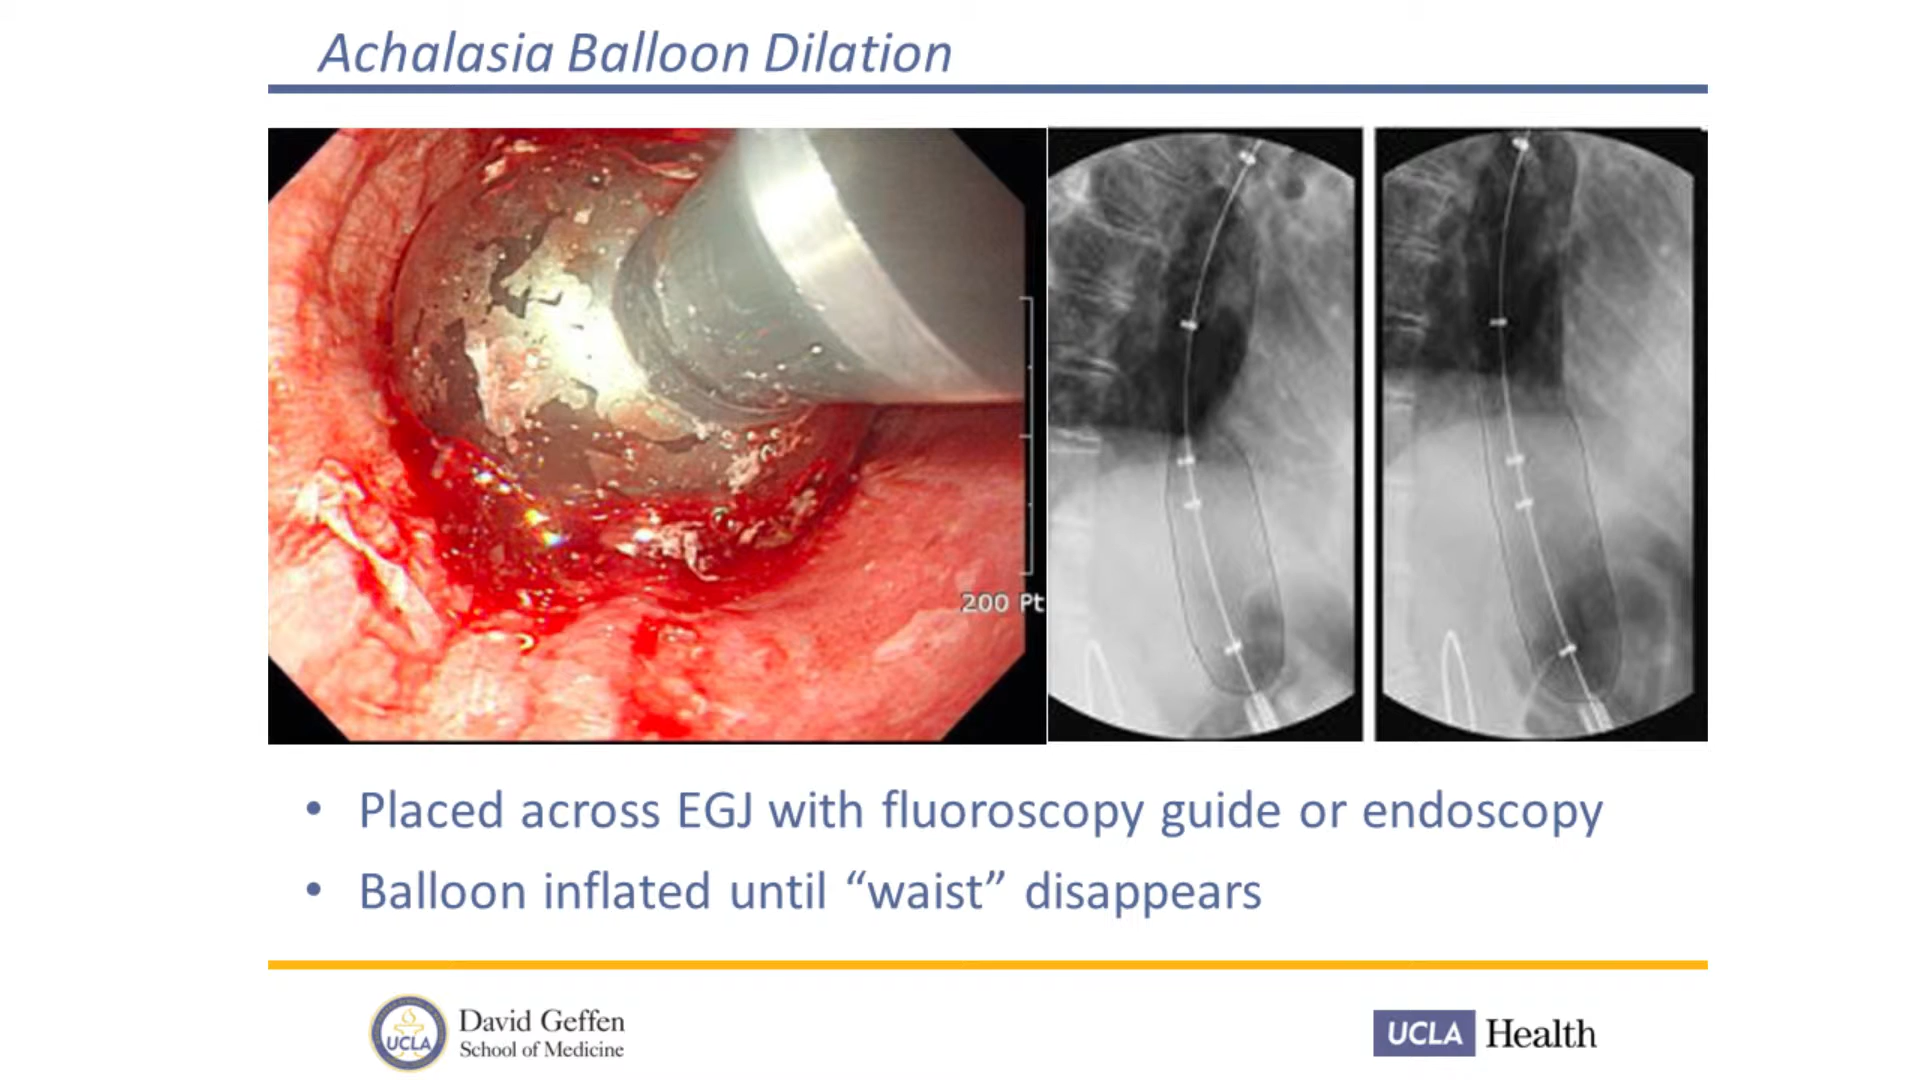 Achalasia Balloon Dilation
200 Pt
• Placed across EGJ with fluoroscopy guide or endoscopy
• Balloon inflated until “waist” disappears
UCLA
David Geffen
School of Medicine
UCLA Health